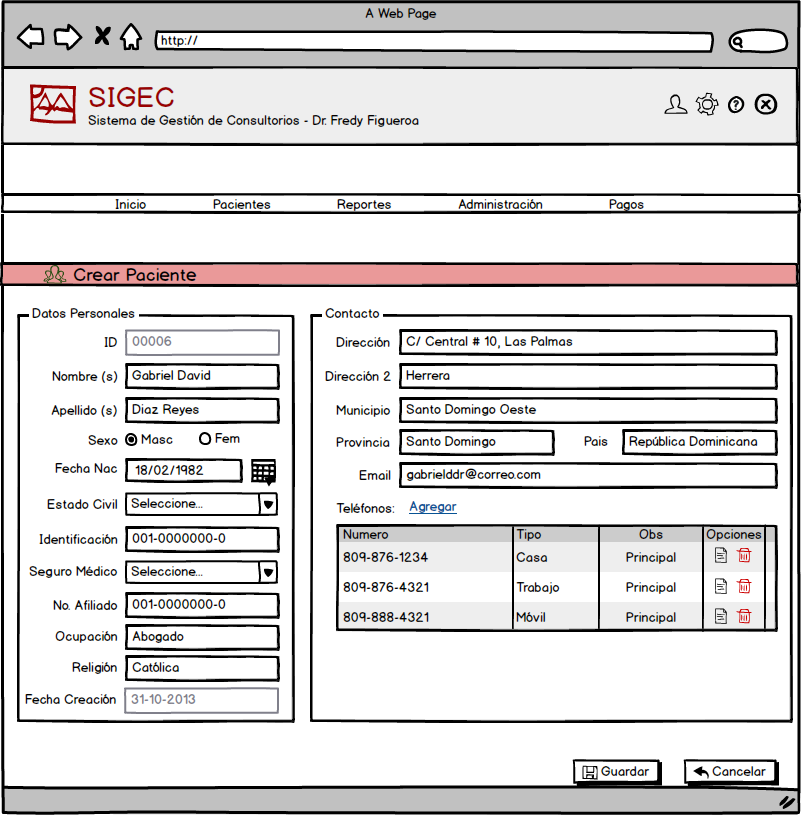 A Web Page
http://
SIGEC
Sistema de Gestión de Consultorios - Dr. Fredy Figueroa
Inicio Pacientes Reportes Administración Pagos
Crear Paciente
Datos Personales
ID 00006
Nombre (s) Gabriel David
Apellido (s) Diaz Reyes
Sexo Masc Fem
Fecha Nac 18/02/1982
Estado Civil Seleccione...
Identificación 001-0000000-0
Seguro Médico Seleccione...
No. Afiliado 001-0000000-0
Ocupación Abogado
Religión Católica
Fecha Creación 31-10-2013
Contacto
Dirección C/ Central # 10, Las Palmas
Dirección 2 Herrera
Municipio Santo Domingo Oeste
Provincia Santo Domingo Pais República Dominicana
Email gabrielddr@correo.com
Teléfonos: Agregar
Numero Tipo Obs Opciones
809-876-1234 Casa Principal
809-876-4321 Trabajo Principal
809-888-4321 Móvil Principal
Guardar Cancelar